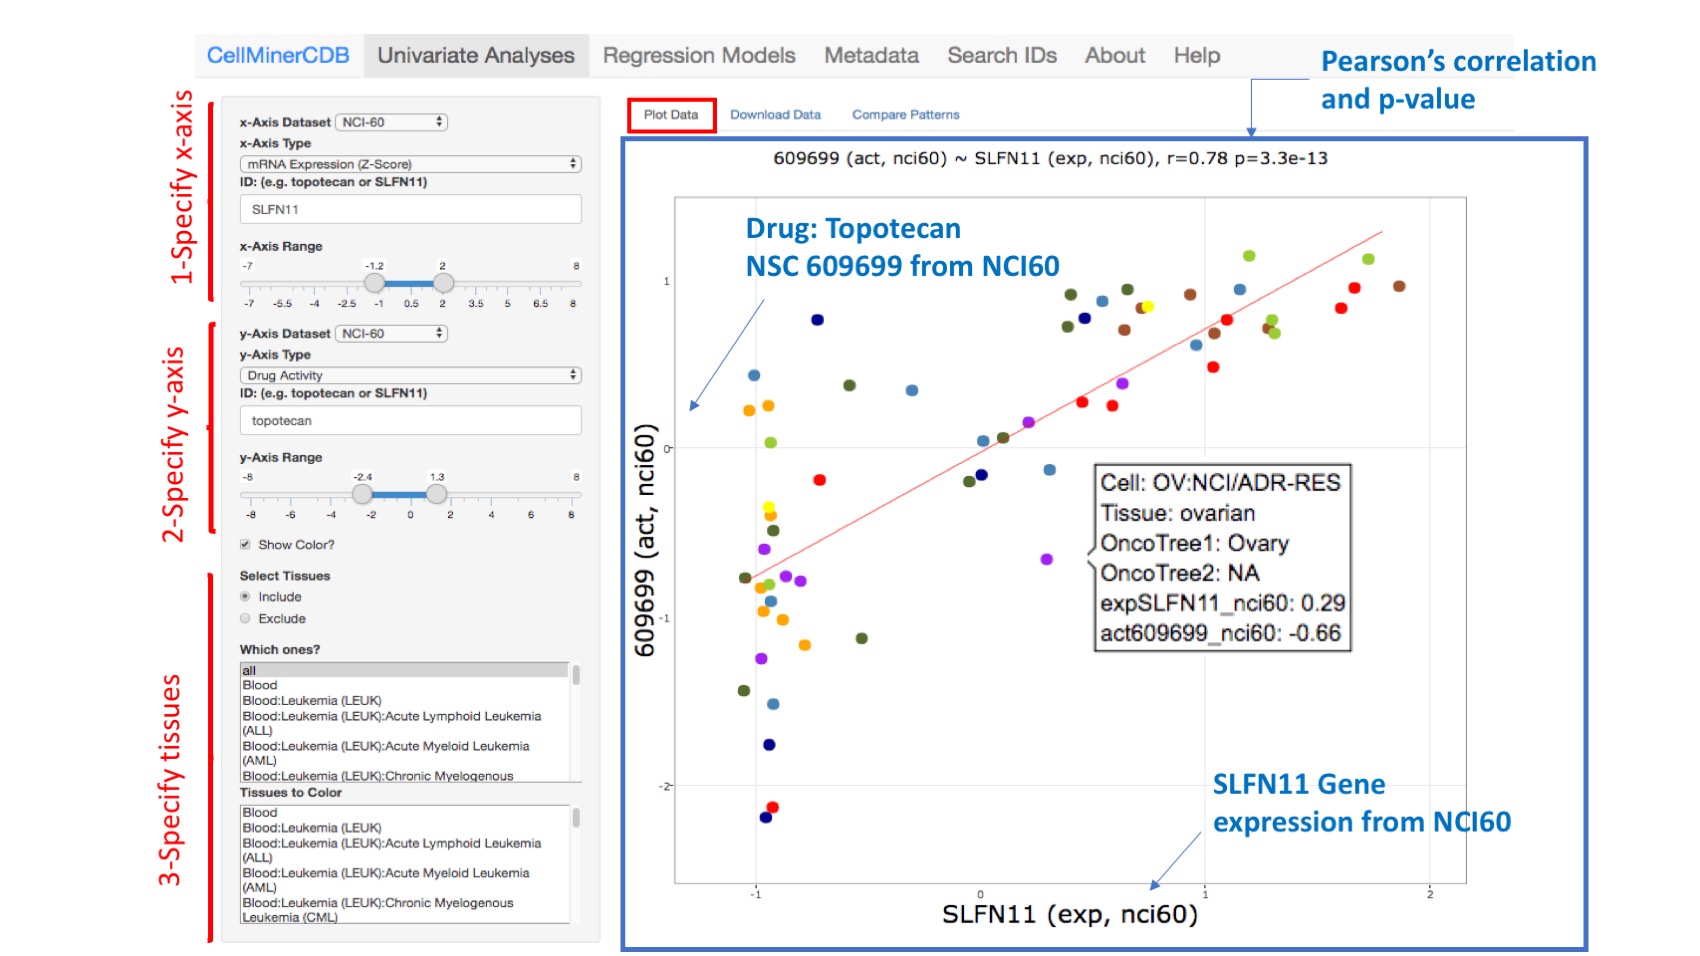 CellMinerCDB Univariate Analyses Regression Models Metadata Search IDs About Help
Pearson's correlation
and p-value
1-Specify x-axis
x-Axis Dataset NCI-60
x-Axis Type
mRNA Expression (Z-Score)
ID: (e.g. topotecan or SLFN11)
SLFN11
x-Axis Range
-7 -1.2 2 8
-7 -5.5 -4 -2.5 -1 0.5 2 3.5 5 6.5 8
2-Specify y-axis
y-Axis Dataset NCI-60
y-Axis Type
Drug Activity
ID: (e.g. topotecan or SLFN11)
topotecan
y-Axis Range
-8 -2.4 1.3 8
-8 -6 -4 -2 0 2 4 6 8
Show Color?
3-Specify tissues
Select Tissues
Include
Exclude
Which ones?
all
Blood
Blood:Leukemia (LEUK)
Blood:Leukemia (LEUK):Acute Lymphoid Leukemia
(ALL)
Blood:Leukemia (LEUK):Acute Myeloid Leukemia
(AML)
Blood:Leukemia (LEUK):Chronic Myelogenous
Tissues to Color
Blood
Blood:Leukemia (LEUK)
Blood:Leukemia (LEUK):Acute Lymphoid Leukemia
(ALL)
Blood:Leukemia (LEUK):Acute Myeloid Leukemia
(AML)
Blood:Leukemia (LEUK):Chronic Myelogenous
Leukemia (CML)
Plot Data Download Data Compare Patterns
609699 (act, nci60) ~ SLFN11 (exp, nci60), r=0.78 p=3.3e-13
Drug: Topotecan
NSC 609699 from NCI60
1
0
-1
-2
609699 (act, nci60)
Cell: OV:NCI/ADR-RES
Tissue: ovarian
OncoTree1: Ovary
OncoTree2: NA
expSLFN11_nci60: 0.29
act609699_nci60: -0.66
SLFN11 Gene
expression from NCI60
-1 0 1 2
SLFN11 (exp, nci60)